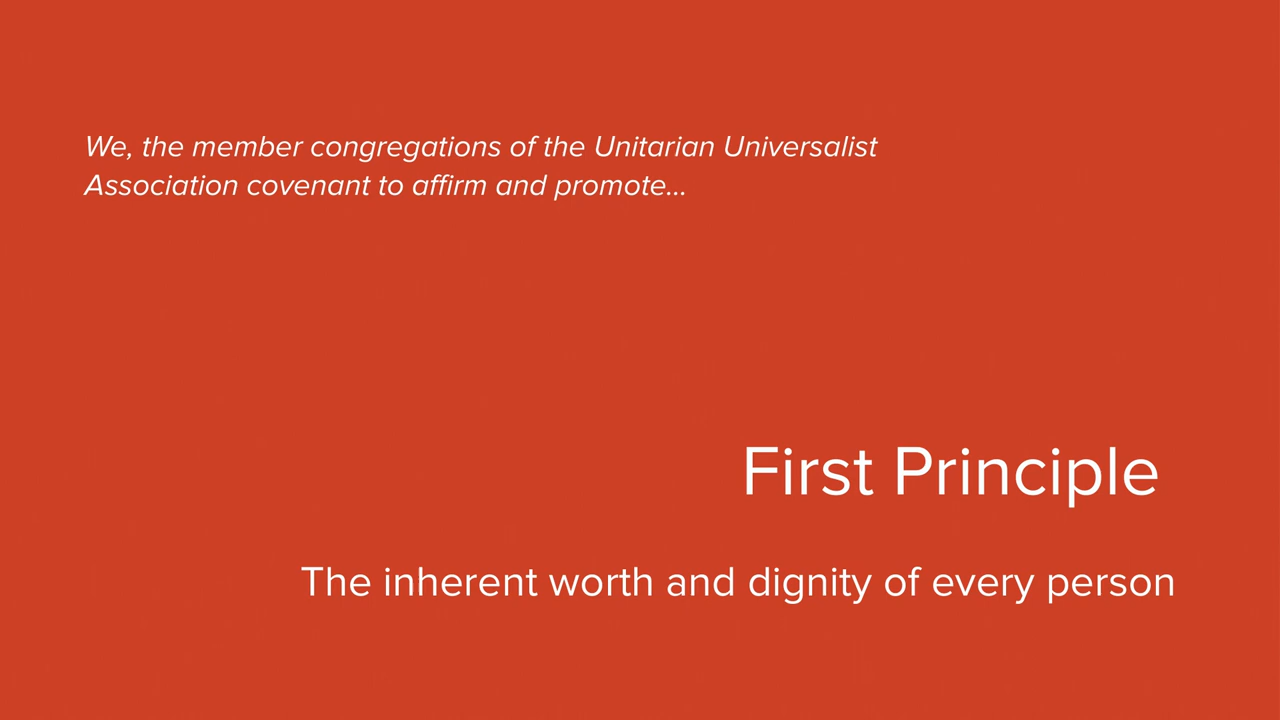 We, the member congregations of the Unitarian Universalist
Association covenant to affirm and promote...
First Principle
The inherent worth and dignity of every person